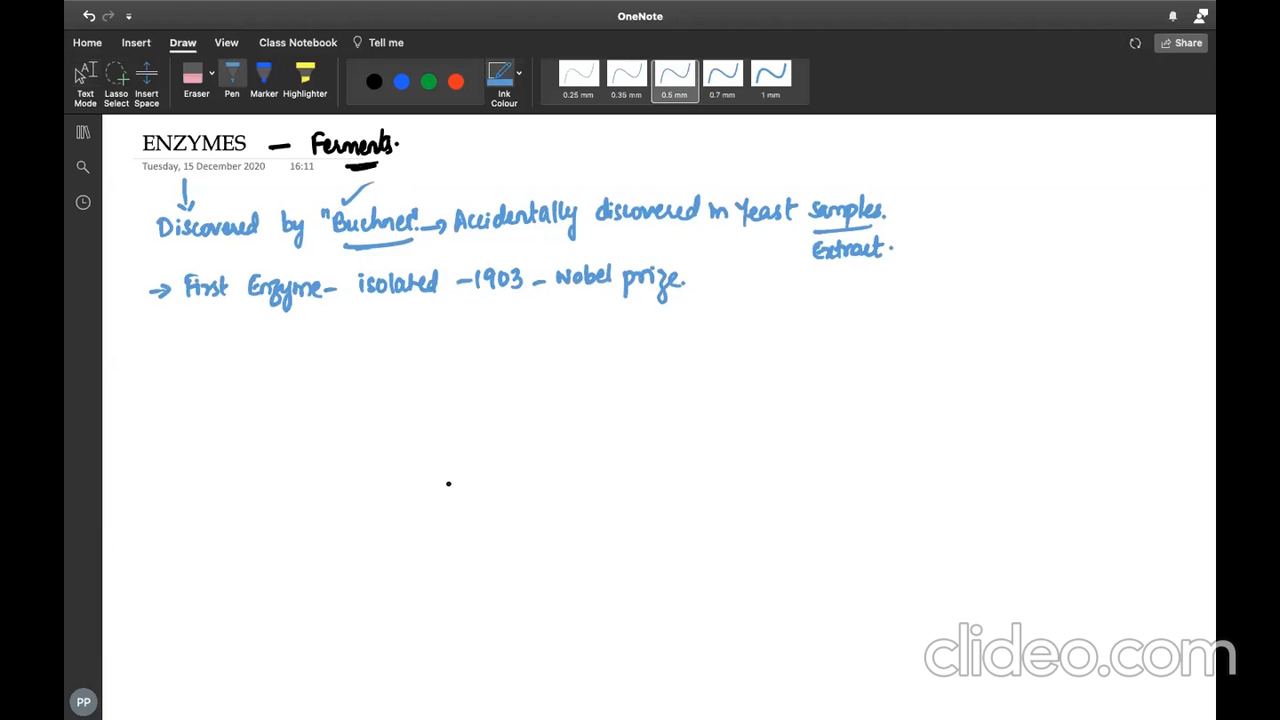 OneNote
Home Insert Draw View Class Notebook Tell me
Share
Text Mode
Lasso Select
Insert Space
Eraser
Pen
Marker
Highlighter
Ink Colour
0.25 mm 0.35 mm 0.5 mm 0.7 mm 1 mm
ENZYMES — Ferments.
Tuesday, 15 December 2020 16:11
Discovered by "Buchner". → Accidentally discovered in Yeast samples.
Extract.
→ First Enzyme - isolated - 1903 - Nobel prize.
PP
clideo.com